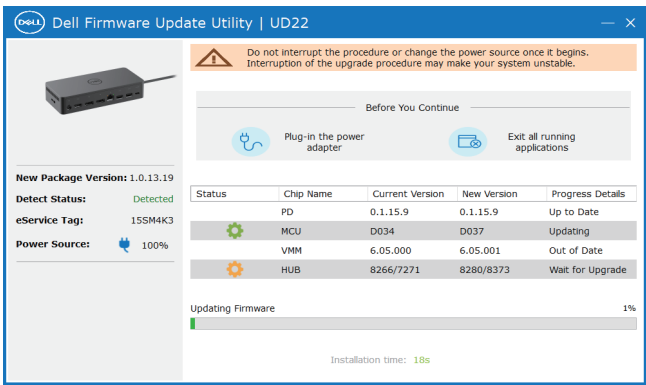 DELL Dell Firmware Update Utility | UD22
Do not interrupt the procedure or change the power source once it begins.
Interruption of the upgrade procedure may make your system unstable.
Before You Continue
Plug-in the power
adapter
Exit all running
applications
New Package Version: 1.0.13.19
Detect Status: Detected
eService Tag: 15SM4K3
Power Source: 100%
Status Chip Name Current Version New Version Progress Details
PD 0.1.15.9 0.1.15.9 Up to Date
MCU D034 D037 Updating
VMM 6.05.000 6.05.001 Out of Date
HUB 8266/7271 8280/8373 Wait for Upgrade
Updating Firmware 1%
Installation time: 18s